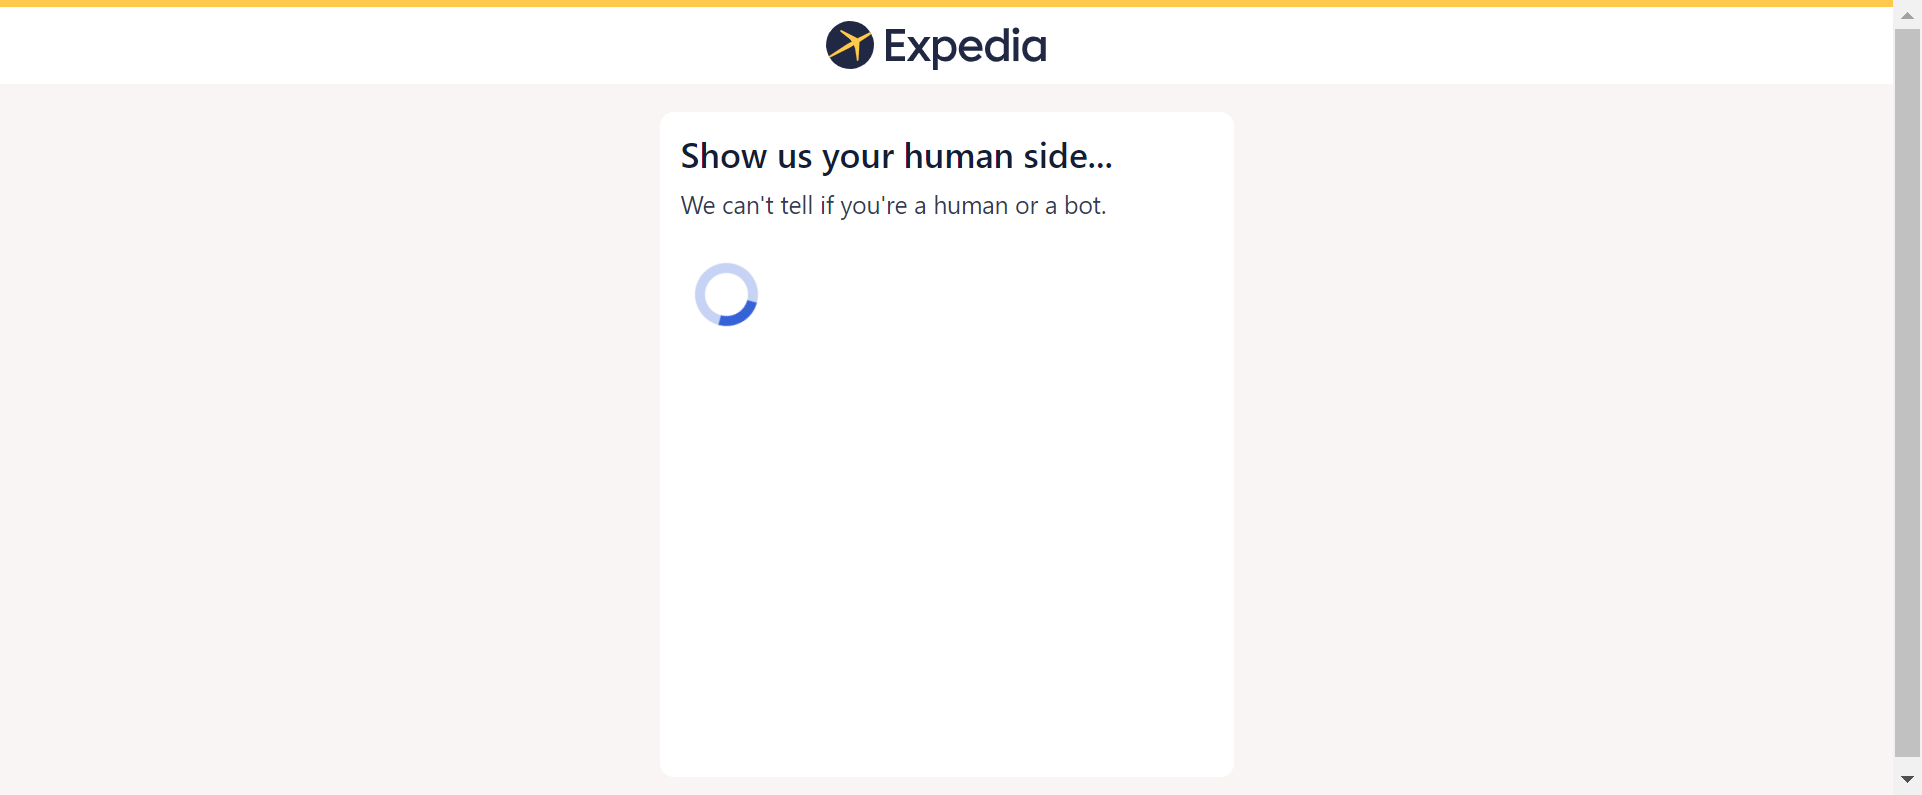 Expedia
Show us your human side...
We can't tell if you're a human or a bot.